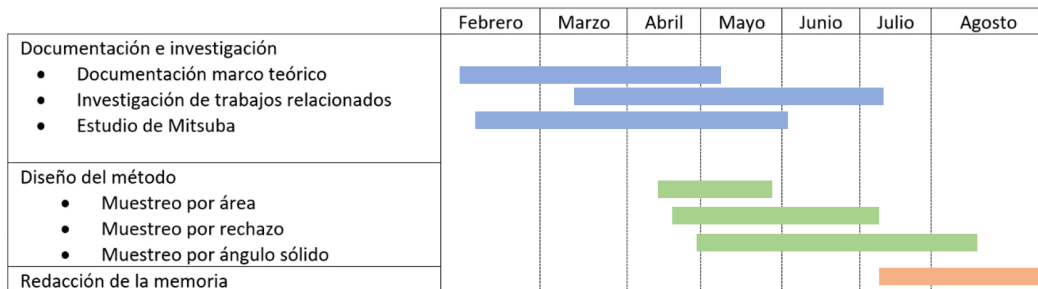 Febrero Marzo Abril Mayo Junio Julio Agosto
Documentación e investigación
• Documentación marco teórico
• Investigación de trabajos relacionados
• Estudio de Mitsuba
Diseño del método
• Muestreo por área
• Muestreo por rechazo
• Muestreo por ángulo sólido
Redacción de la memoria